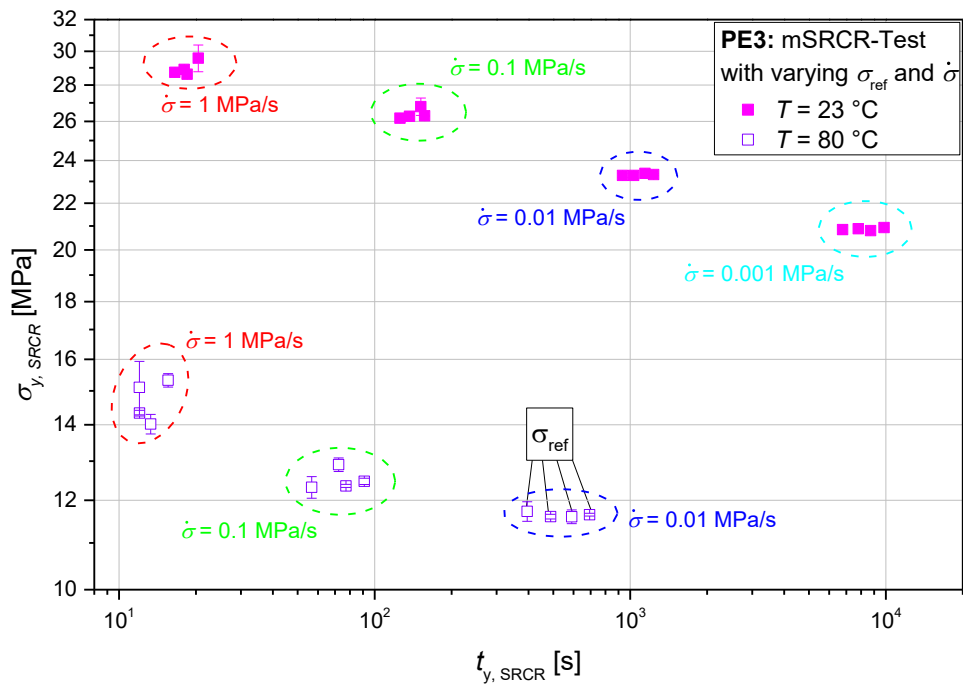 PE3: mSRCR-Test
with varying σref and σ̇
T = 23 °C
T = 80 °C
σ̇ = 1 MPa/s
σ̇ = 0.1 MPa/s
σ̇ = 0.01 MPa/s
σ̇ = 0.001 MPa/s
σ̇ = 1 MPa/s
σref
σ̇ = 0.1 MPa/s
σ̇ = 0.01 MPa/s
σy, SRCR [MPa]
32
30
28
26
24
22
20
18
16
14
12
10
10¹
10²
10³
10⁴
ty, SRCR [s]